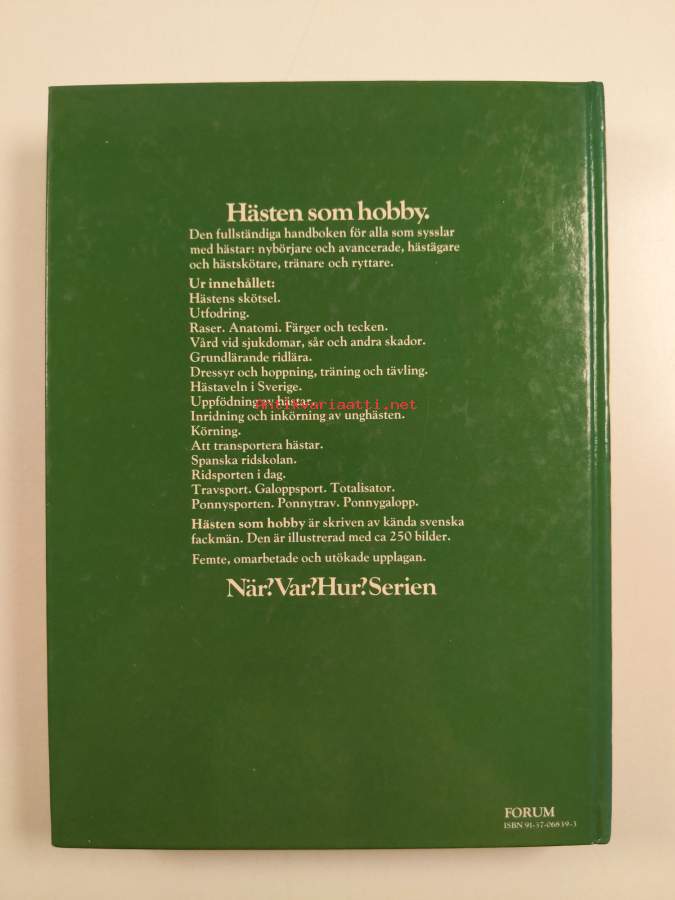 Hästen som hobby.
Den fullständiga handboken för alla som sysslar
med hästar: nybörjare och avancerade, hästägare
och hästskötare, tränare och ryttare.
Ur innehållet:
Hästens skötsel.
Utfodring.
Raser. Anatomi. Färger och tecken.
Vård vid sjukdomar, sår och andra skador.
Grundlärande ridlära.
Dressyr och hoppning, träning och tävling.
Hästaveln i Sverige.
Uppfödning av hästar.
Antikvariaatti.net
Inridning och inkörning av unghästen.
Körning.
Att transportera hästar.
Spanska ridskolan.
Ridsporten i dag.
Travsport. Galoppsport. Totalisator.
Ponnysporten. Ponnytrav. Ponnygalopp.
Hästen som hobby är skriven av kända svenska
fackmän. Den är illustrerad med ca 250 bilder.
Femte, omarbetade och utökade upplagan.
När?Var?Hur?Serien
FORUM
ISBN 91-37-06839-3